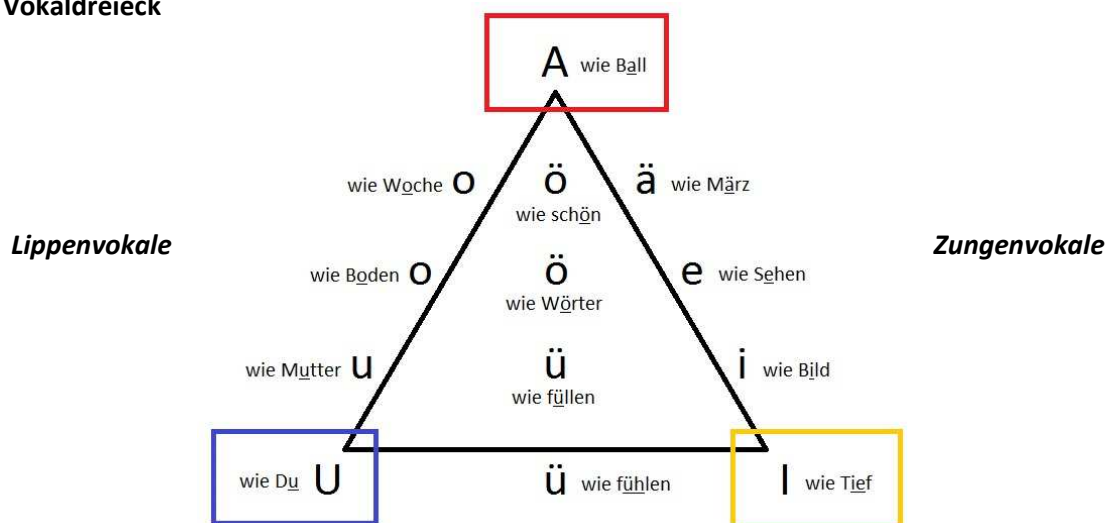 Vokaldreieck
A wie Ball
wie Woche o ö ä wie März
wie schön
Lippenvokale Zungenvokale
wie Boden o ö e wie Sehen
wie Wörter
wie Mutter u ü i wie Bild
wie füllen
wie Du U ü wie fühlen I wie Tief